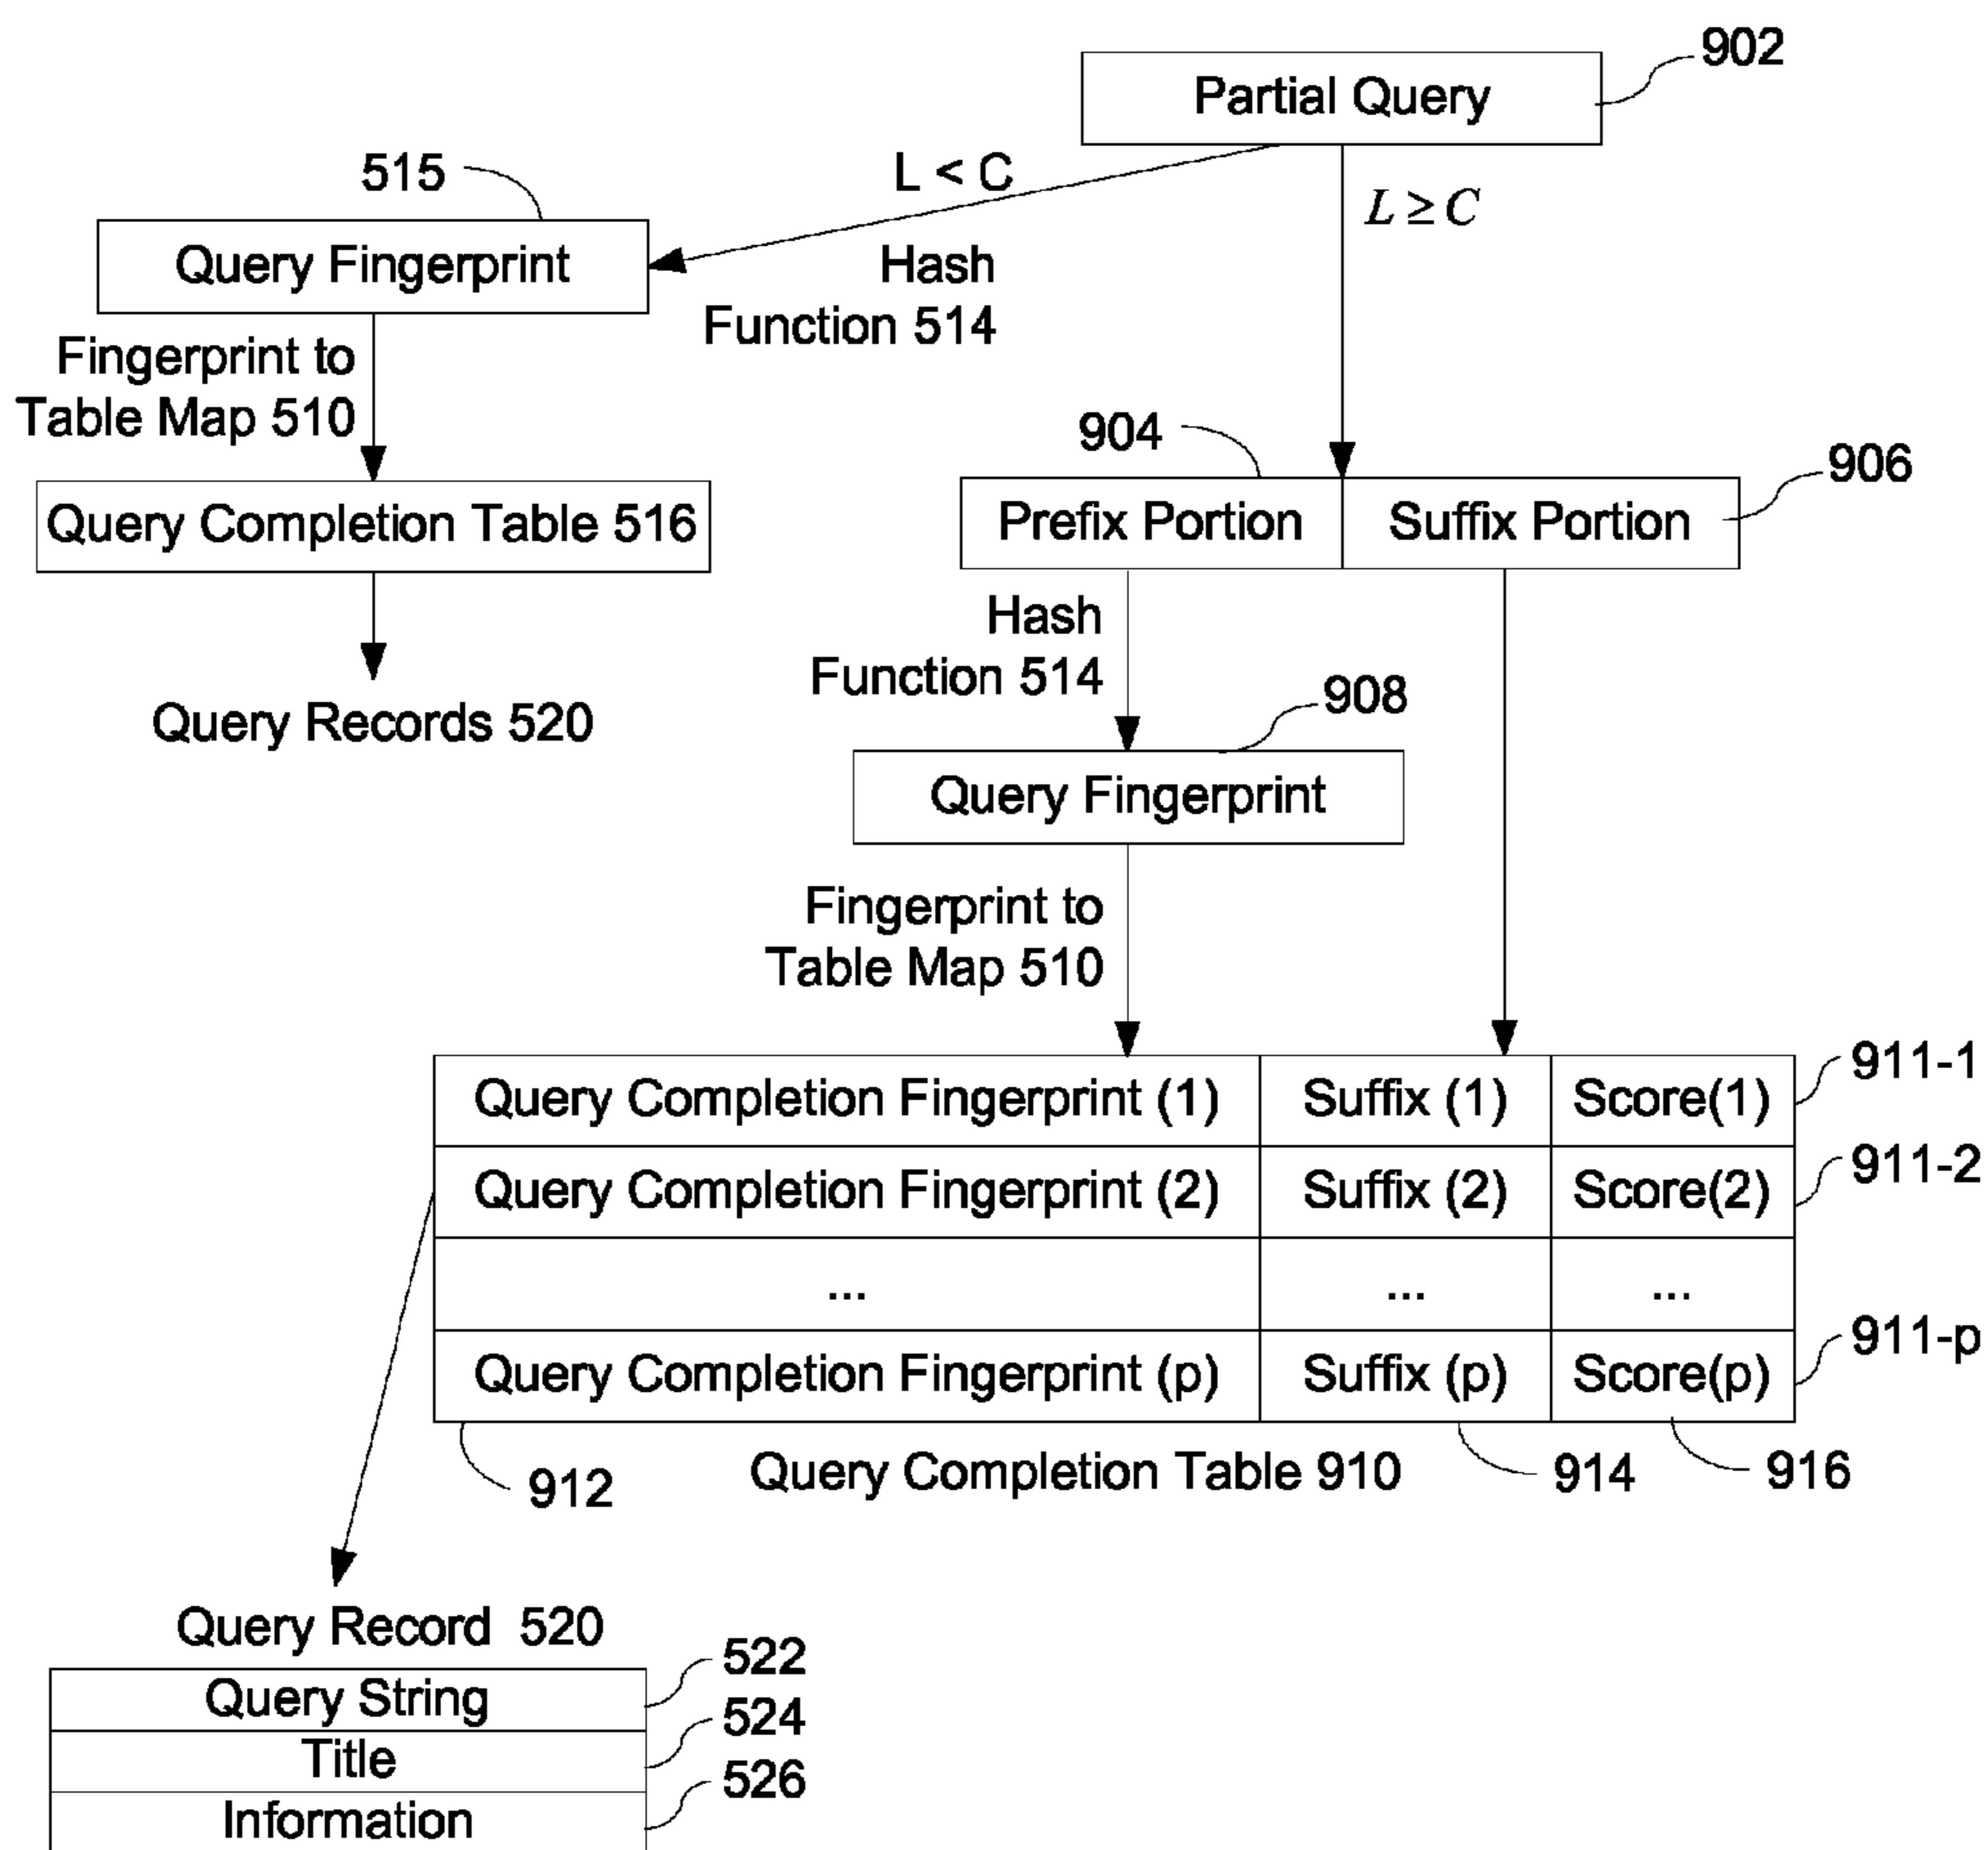 902
Partial Query
515
L < C
L ≥ C
Query Fingerprint
Hash
Function 514
Fingerprint to
Table Map 510
904
906
Query Completion Table 516
Prefix Portion
Suffix Portion
Hash
Function 514
Query Records 520
908
Query Fingerprint
Fingerprint to
Table Map 510
Query Completion Fingerprint (1) Suffix (1) Score(1)
911-1
Query Completion Fingerprint (2) Suffix (2) Score(2)
911-2
... ... ...
Query Completion Fingerprint (p) Suffix (p) Score(p)
911-p
912
Query Completion Table 910
914
916
Query Record 520
Query String
522
Title
524
Information
526